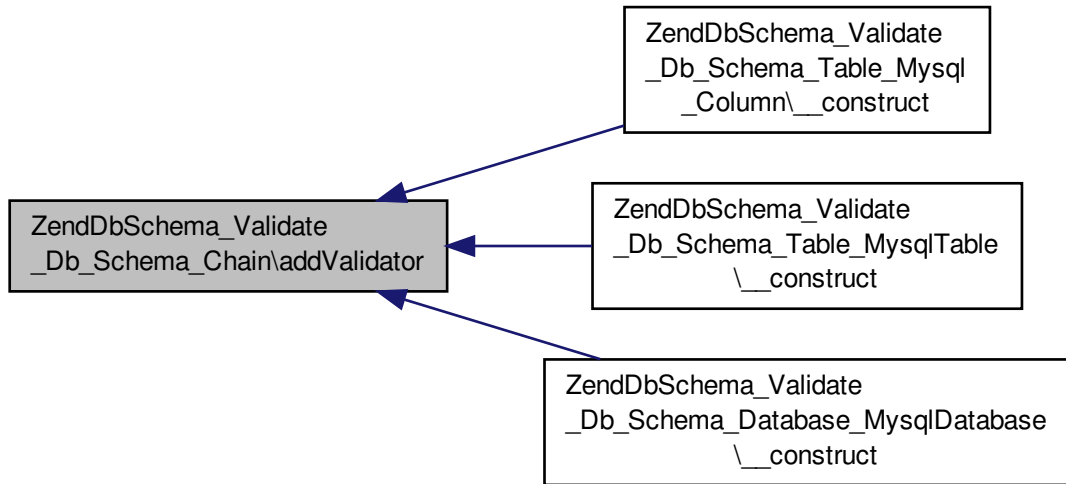 ZendDbSchema_Validate
_Db_Schema_Table_Mysql
_Column\__construct
ZendDbSchema_Validate
_Db_Schema_Chain\addValidator
ZendDbSchema_Validate
_Db_Schema_Table_MysqlTable
\__construct
ZendDbSchema_Validate
_Db_Schema_Database_MysqlDatabase
\__construct